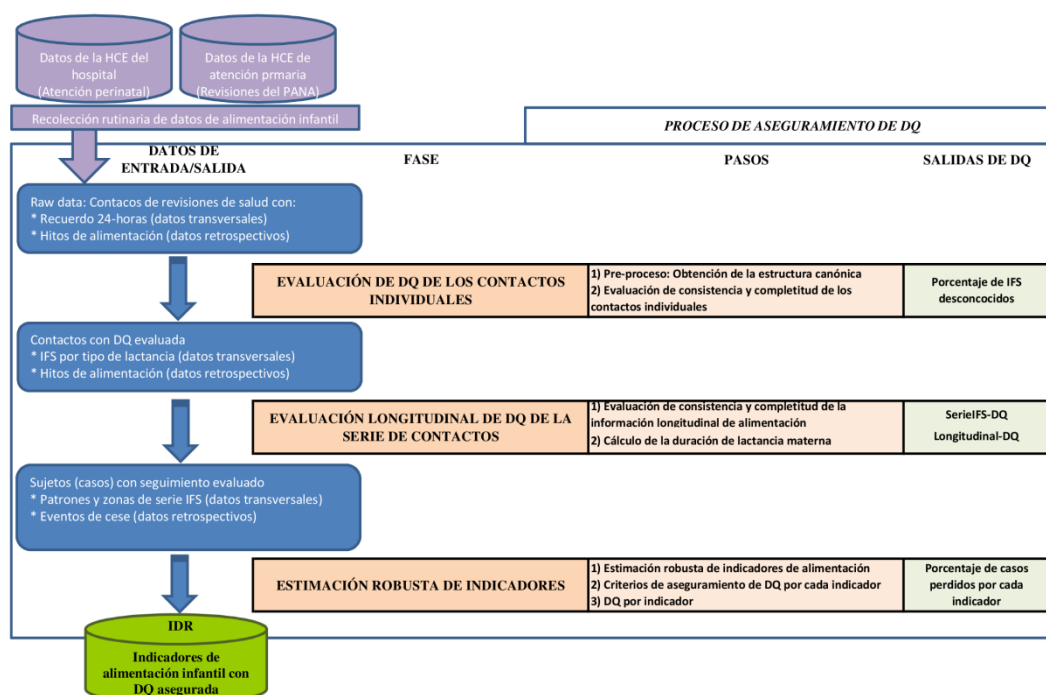 Datos de la HCE del
hospital
(Atención perinatal)
Datos de la HCE de
atención prmaria
(Revisiones del PANA)
Recolección rutinaria de datos de alimentación infantil
PROCESO DE ASEGURAMIENTO DE DQ
DATOS DE
ENTRADA/SALIDA
FASE
PASOS
SALIDAS DE DQ
Raw data: Contacos de revisiones de salud con:
* Recuerdo 24-horas (datos transversales)
* Hitos de alimentación (datos retrospectivos)
EVALUACIÓN DE DQ DE LOS CONTACTOS
INDIVIDUALES
1) Pre-proceso: Obtención de la estructura canónica
2) Evaluación de consistencia y completitud de los
contactos individuales
Porcentaje de IFS
desconcocidos
Contactos con DQ evaluada
* IFS por tipo de lactancia (datos transversales)
* Hitos de alimentación (datos retrospectivos)
EVALUACIÓN LONGITUDINAL DE DQ DE LA
SERIE DE CONTACTOS
1) Evaluación de consistencia y completitud de la
información longitudinal de alimentación
2) Cálculo de la duración de lactancia materna
SerieIFS-DQ
Longitudinal-DQ
Sujetos (casos) con seguimiento evaluado
* Patrones y zonas de serie IFS (datos transversales)
* Eventos de cese (datos retrospectivos)
ESTIMACIÓN ROBUSTA DE INDICADORES
1) Estimación robusta de indicadores de alimentación
2) Criterios de aseguramiento de DQ por cada indicador
3) DQ por indicador
Porcentaje de casos
perdidos por cada
indicador
IDR
Indicadores de
alimentación infantil con
DQ asegurada